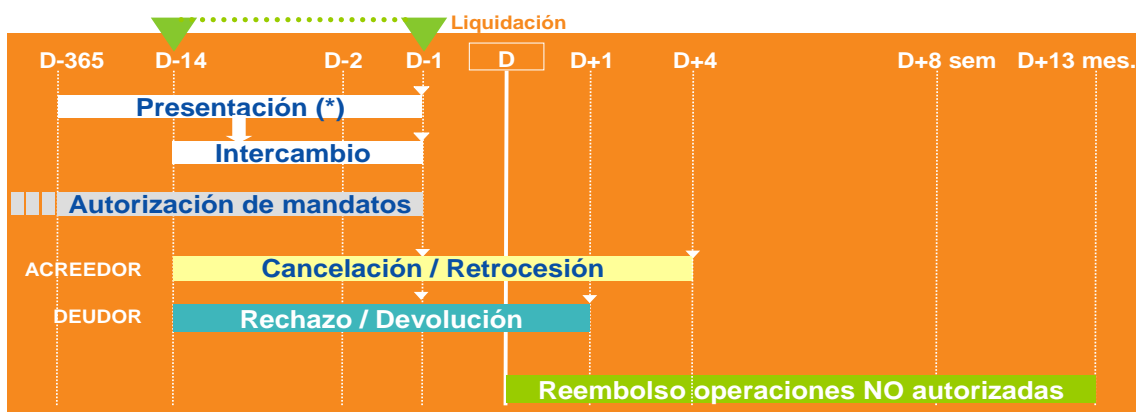 Liquidación
D-365 D-14 D-2 D-1 D D+1 D+4 D+8 sem D+13 mes.
Presentación (*)
Intercambio
Autorización de mandatos
ACREEDOR Cancelación / Retrocesión
DEUDOR Rechazo / Devolución
Reembolso operaciones NO autorizadas